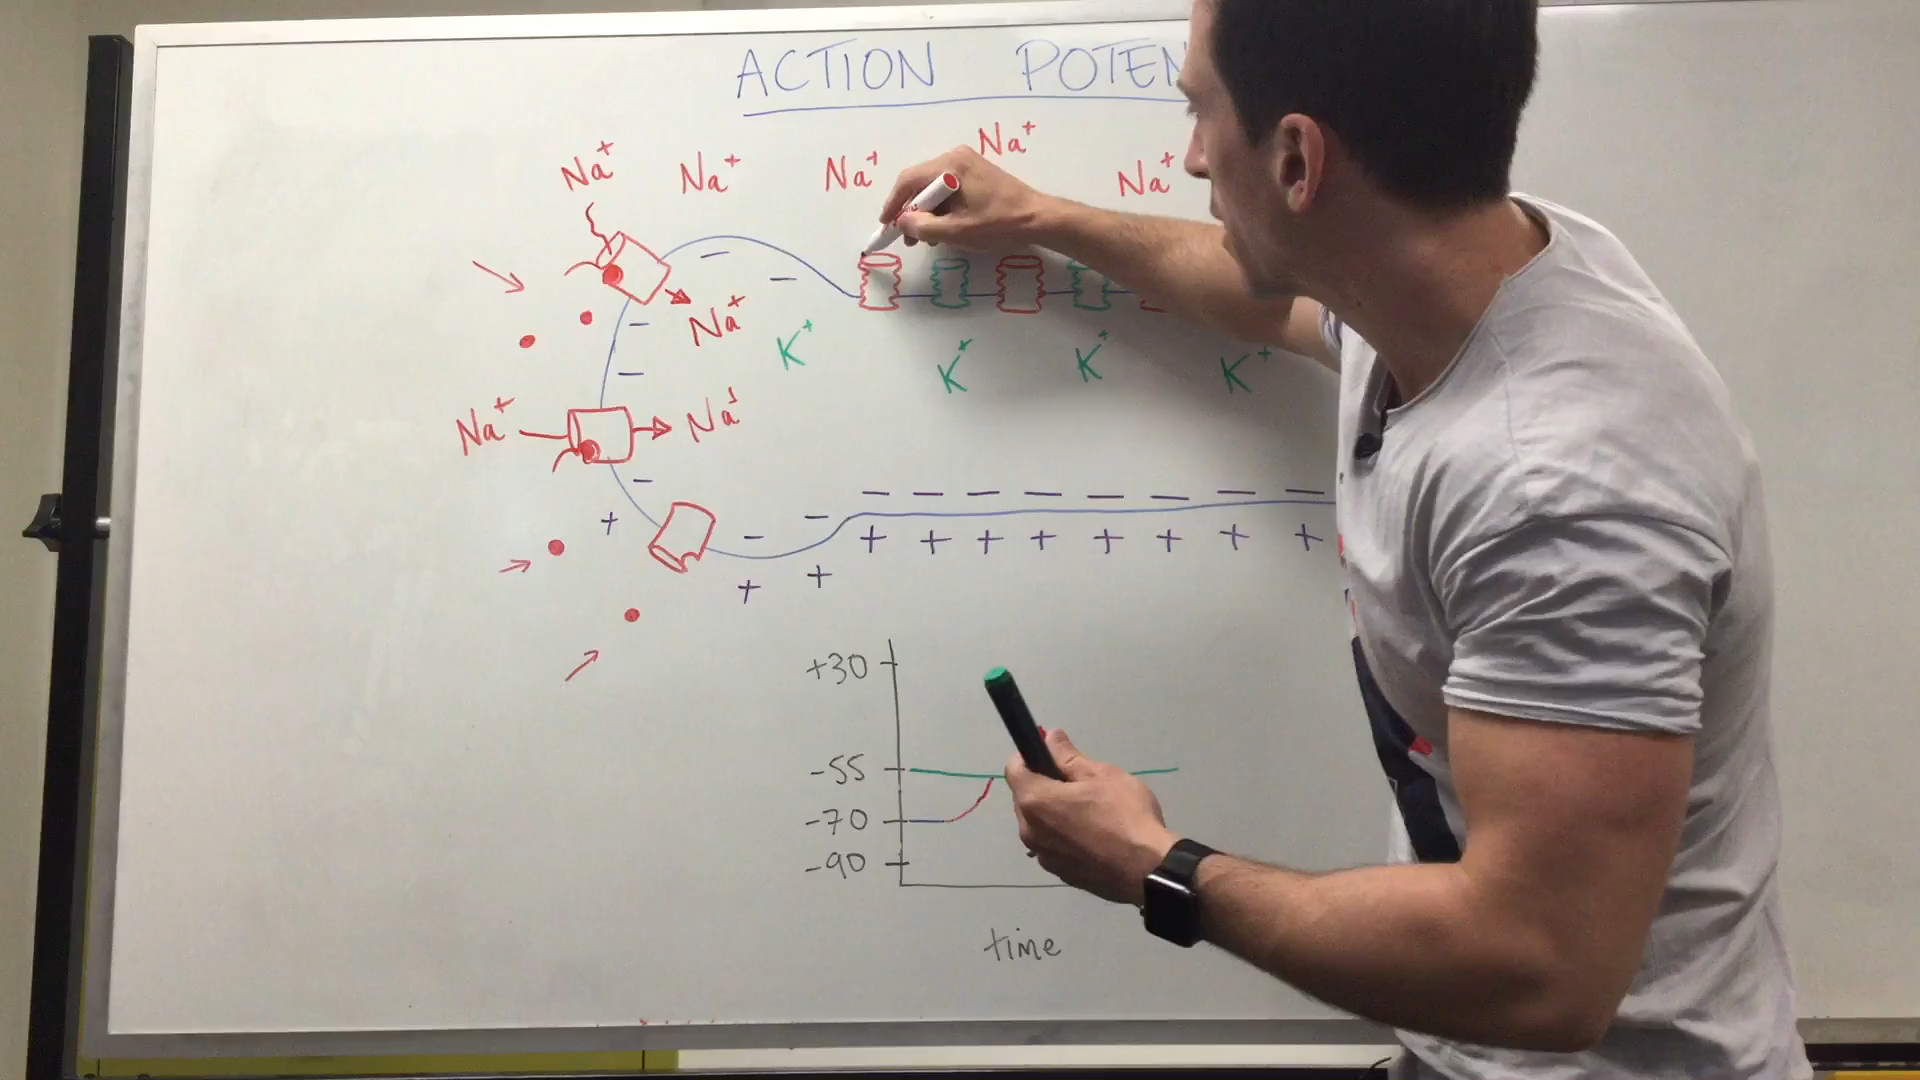 ACTION POTEN
Na⁺ Na⁺ Na⁺ Na⁺ Na⁺
Na⁺
K⁺ K⁺ K⁺ K⁺
Na⁺ Na⁺
− − − − − − − −
+ + + + + + + +
+ + +
+30
-55
-70
-90
time